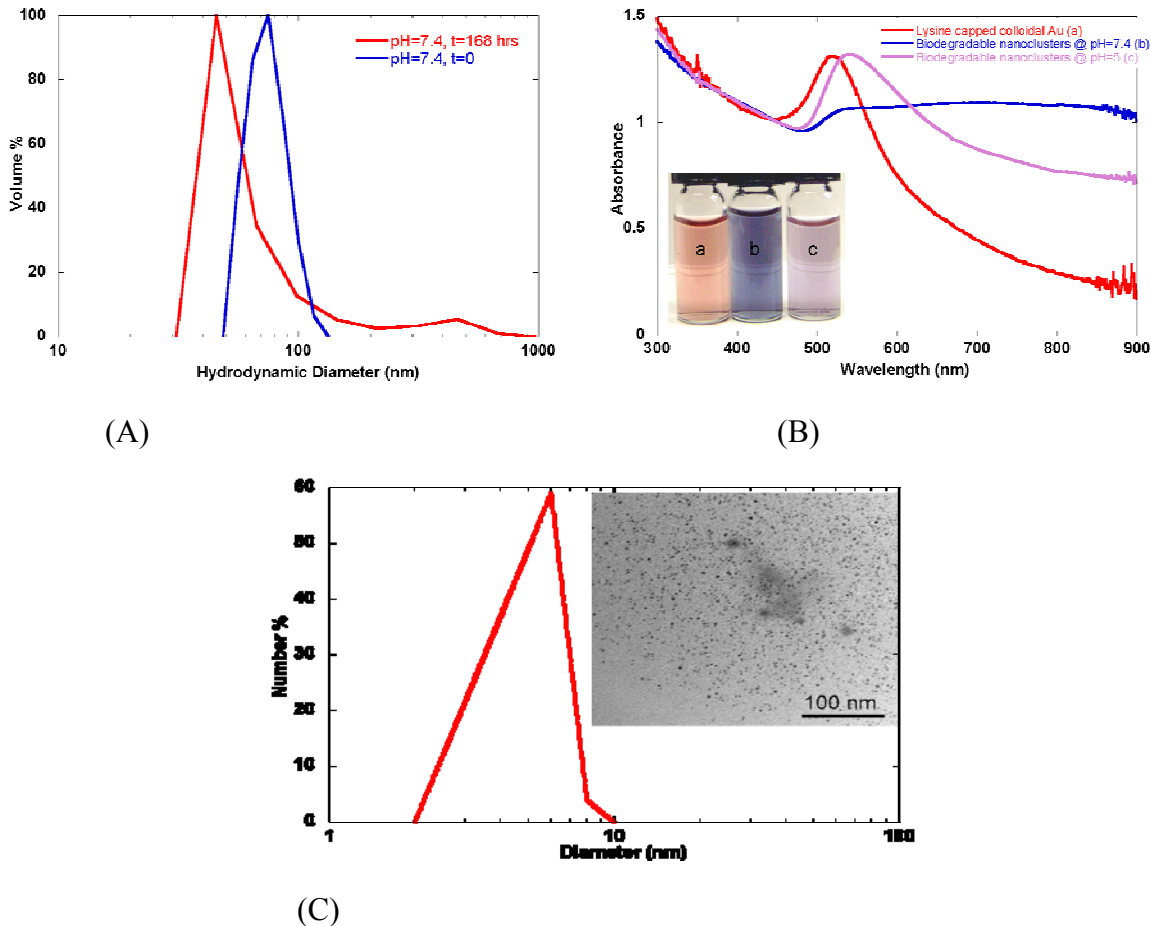 100
80
60
40
20
0
Volume %
pH=7.4, t=168 hrs
pH=7.4, t=0
10 100 1000
Hydrodynamic Diameter (nm)
(A)
1.5
1
0.5
0
Absorbance
Lysine capped colloidal Au (a)
Biodegradable nanoclusters @ pH=7.4 (b)
Biodegradable nanoclusters @ pH=5 (c)
a b c
300 400 500 600 700 800 900
Wavelength (nm)
(B)
60
50
40
30
20
10
0
Number %
100 nm
1 10 100
Diameter (nm)
(C)